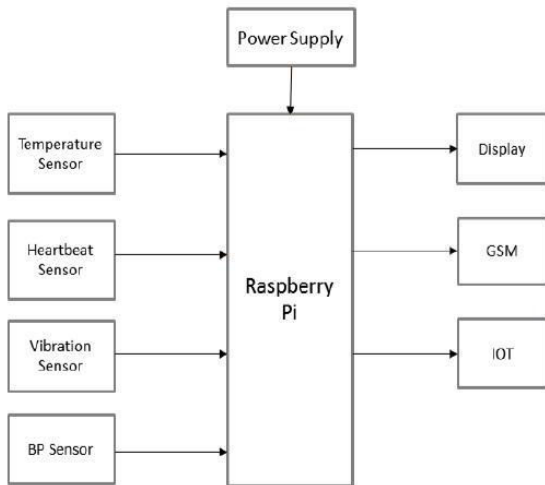 Power Supply
Temperature
Sensor
Heartbeat
Sensor
Vibration
Sensor
BP Sensor
Raspberry
Pi
Display
GSM
IOT